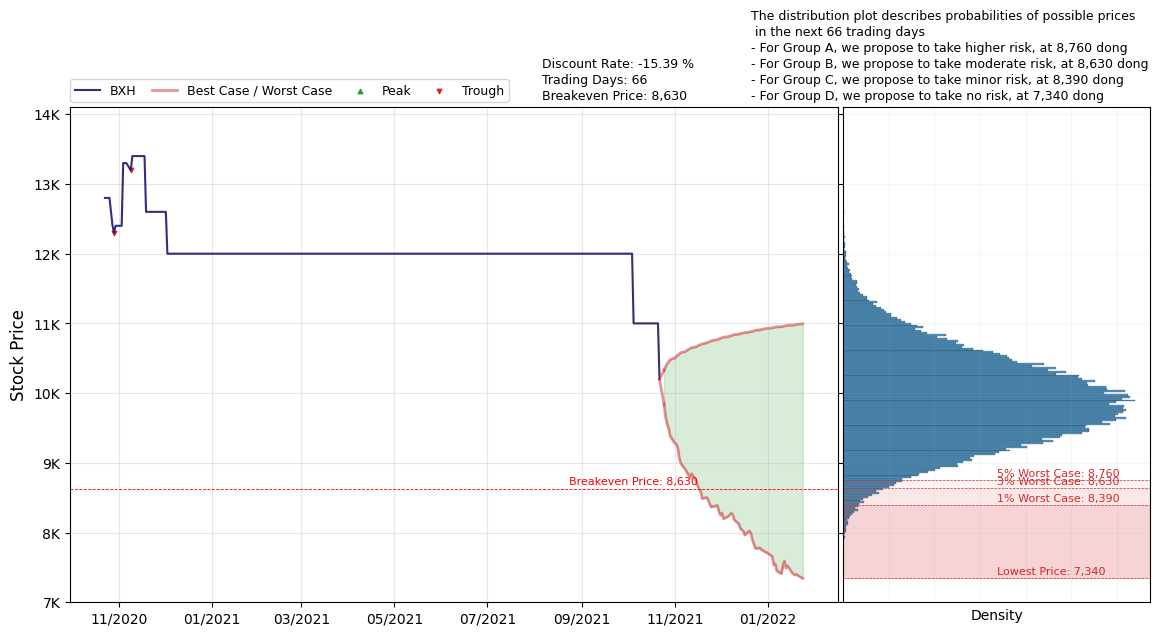 The distribution plot describes probabilities of possible prices
in the next 66 trading days
- For Group A, we propose to take higher risk, at 8,760 dong
- For Group B, we propose to take moderate risk, at 8,630 dong
- For Group C, we propose to take minor risk, at 8,390 dong
- For Group D, we propose to take no risk, at 7,340 dong
Discount Rate: -15.39 %
Trading Days: 66
Breakeven Price: 8,630
BXH
Best Case / Worst Case
Peak
Trough
Stock Price
14K
13K
12K
11K
10K
9K
8K
7K
Breakeven Price: 8,630
11/2020
01/2021
03/2021
05/2021
07/2021
09/2021
11/2021
01/2022
5% Worst Case: 8,760
3% Worst Case: 8,630
1% Worst Case: 8,390
Lowest Price: 7,340
Density